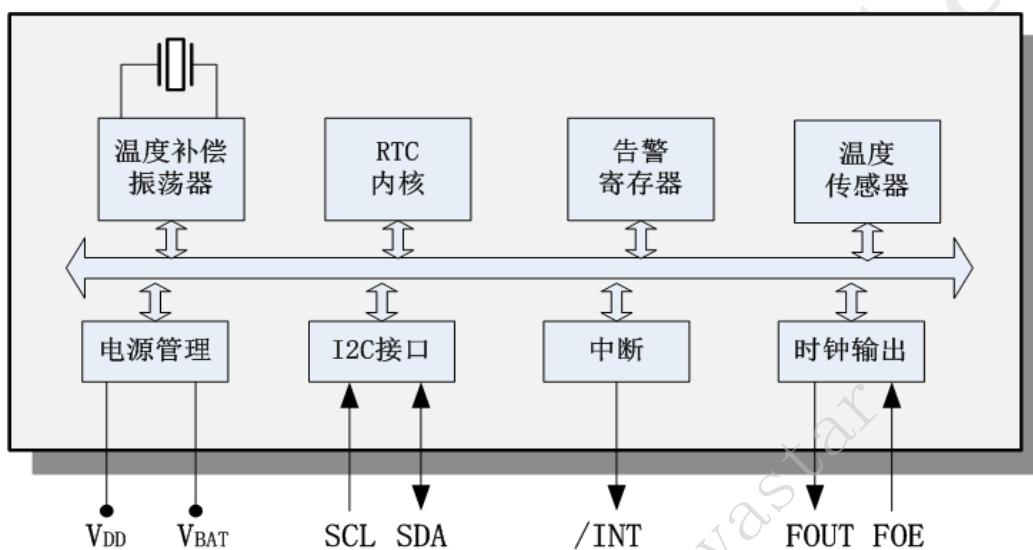 温度补偿
振荡器
RTC
内核
告警
寄存器
温度
传感器
电源管理
I2C接口
中断
时钟输出
VDD
VBAT
SCL
SDA
/INT
FOUT
FOE